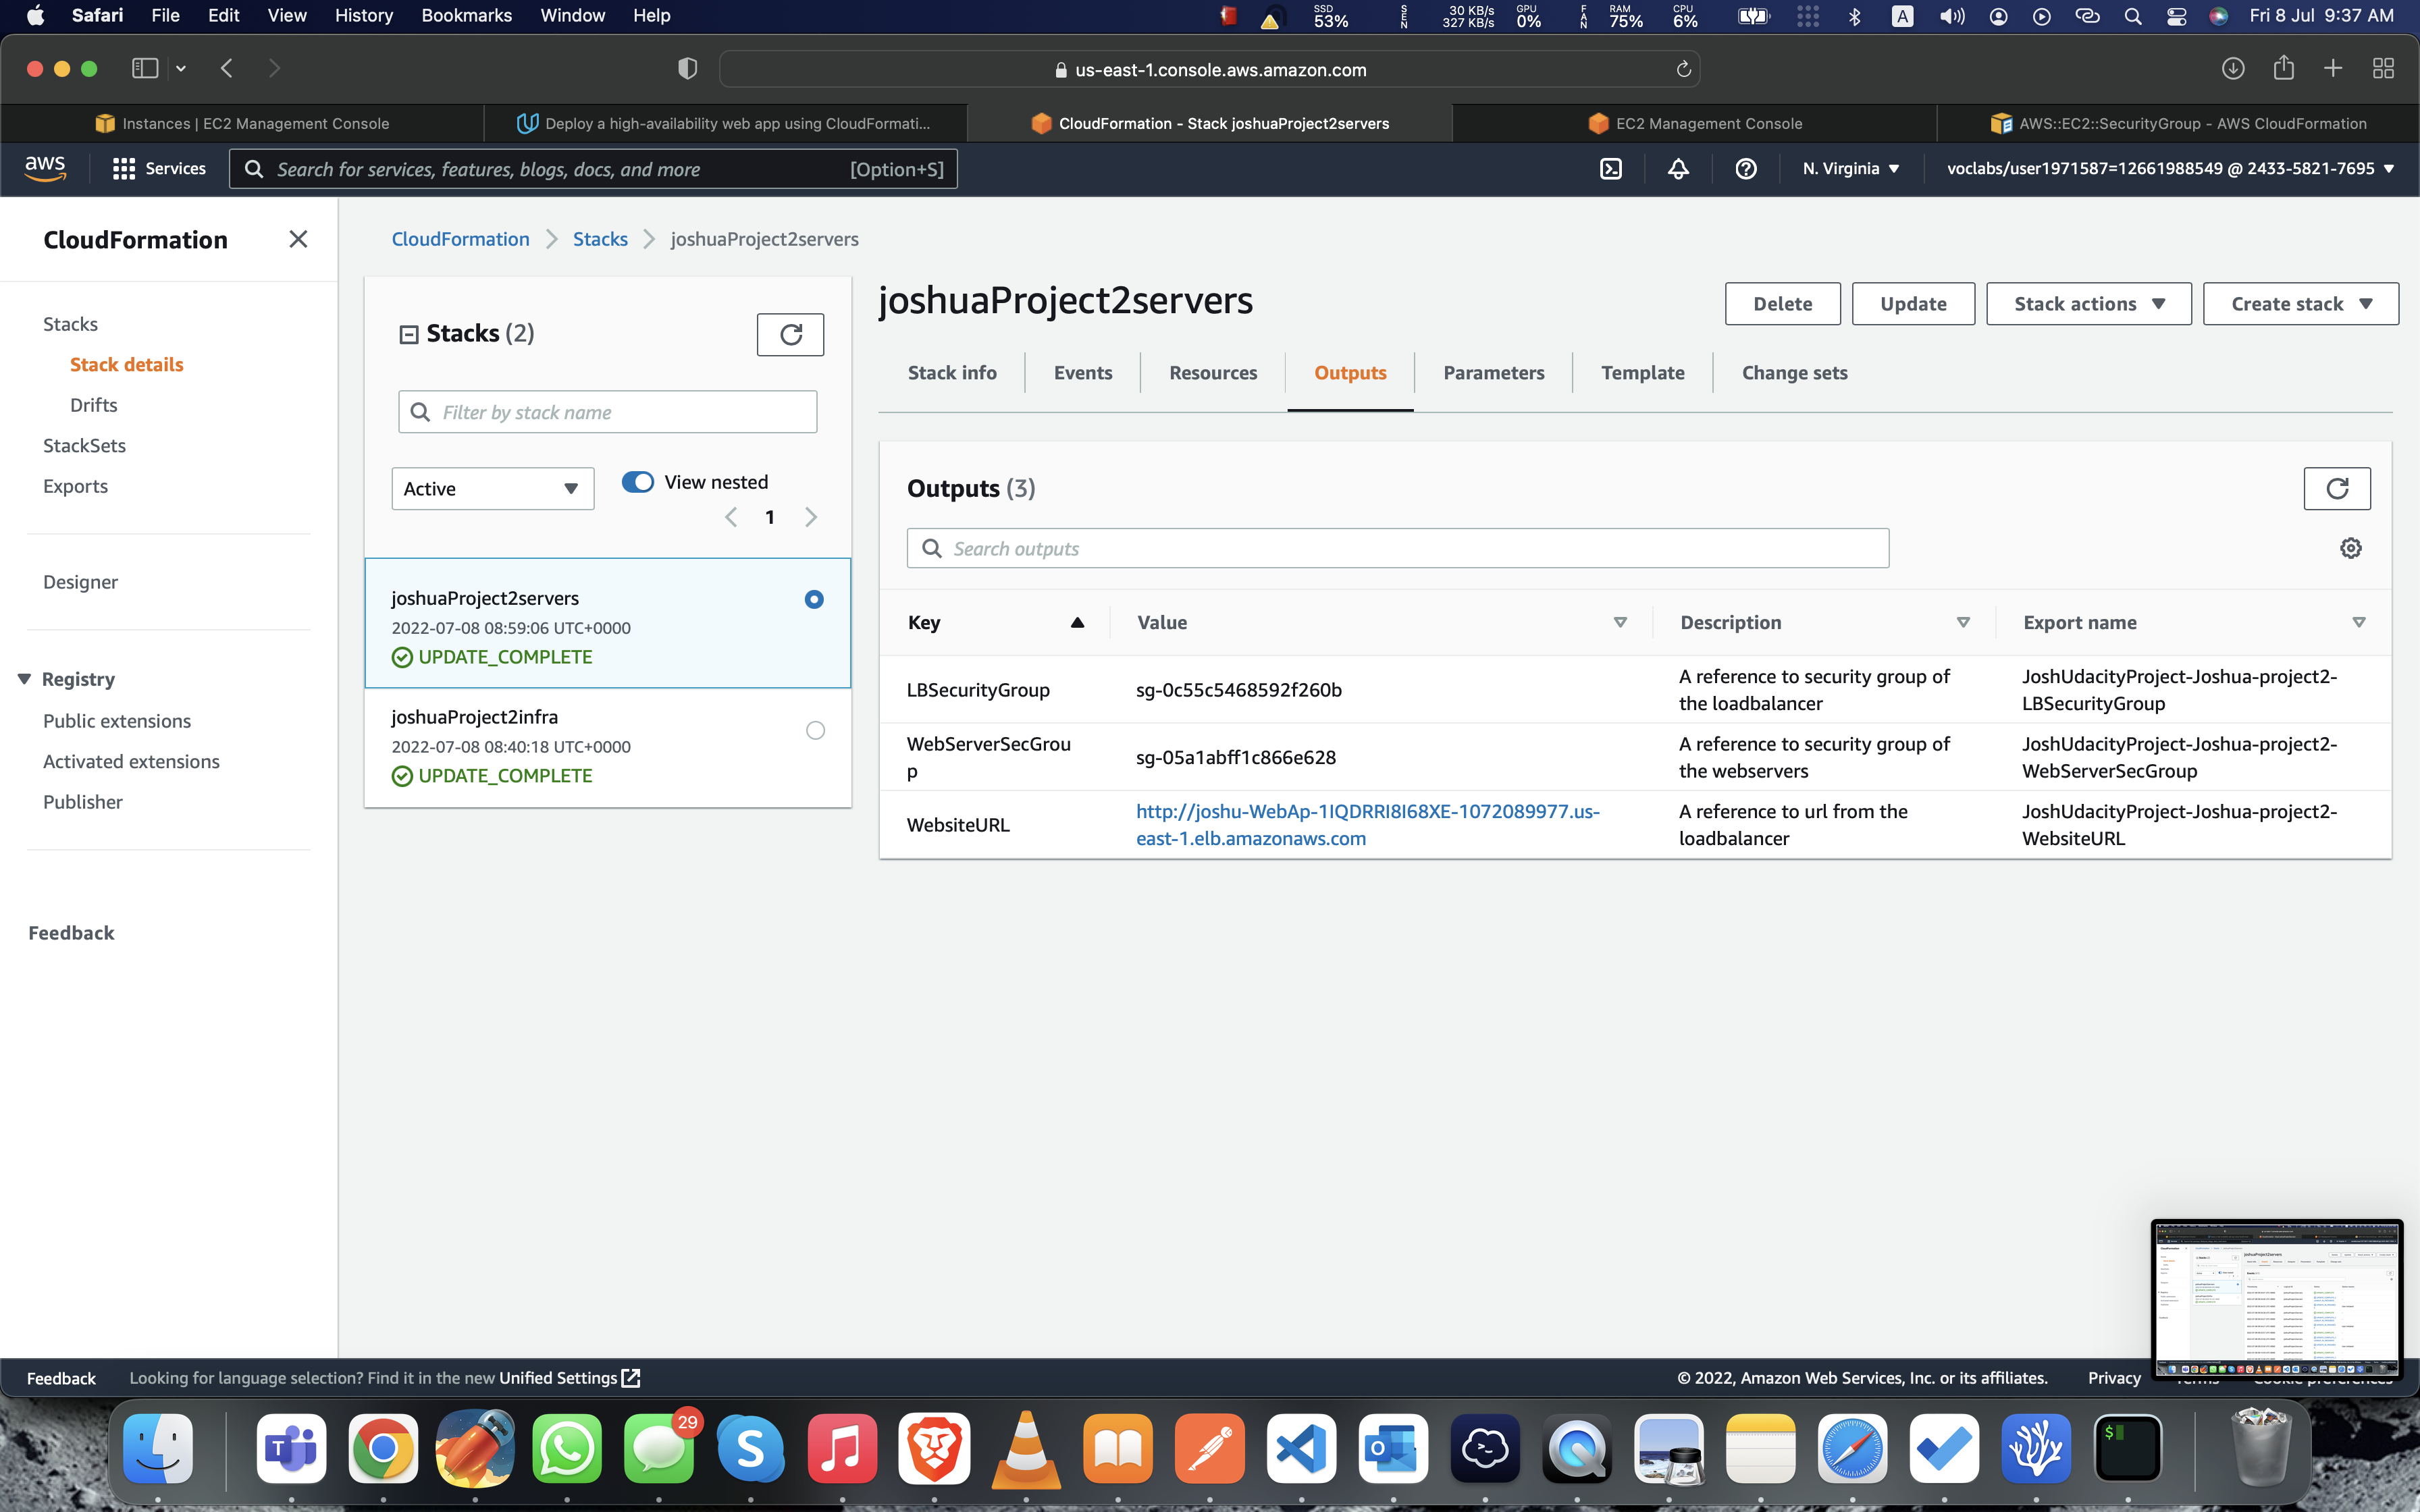 Safari File Edit View History Bookmarks Window Help
SSD 53% SEN 30 KB/s 327 KB/s GPU 0% FAN RAM 75% CPU 6% A Fri 8 Jul 9:37 AM
us-east-1.console.aws.amazon.com
Instances | EC2 Management Console
Deploy a high-availability web app using CloudFormati...
CloudFormation - Stack joshuaProject2servers
EC2 Management Console
AWS::EC2::SecurityGroup - AWS CloudFormation
aws Services Search for services, features, blogs, docs, and more [Option+S] N. Virginia voclabs/user1971587=12661988549 @ 2433-5821-7695
CloudFormation
Stacks
Stack details
Drifts
StackSets
Exports
Designer
Registry
Public extensions
Activated extensions
Publisher
Feedback
CloudFormation Stacks joshuaProject2servers
Stacks (2)
Filter by stack name
Active View nested
1
joshuaProject2servers
2022-07-08 08:59:06 UTC+0000
UPDATE_COMPLETE
joshuaProject2infra
2022-07-08 08:40:18 UTC+0000
UPDATE_COMPLETE
joshuaProject2servers
Delete Update Stack actions Create stack
Stack info Events Resources Outputs Parameters Template Change sets
Outputs (3)
Search outputs
Key Value Description Export name
LBSecurityGroup sg-0c55c5468592f260b A reference to security group of the loadbalancer JoshUdacityProject-Joshua-project2-LBSecurityGroup
WebServerSecGroup sg-05a1abff1c866e628 A reference to security group of the webservers JoshUdacityProject-Joshua-project2-WebServerSecGroup
WebsiteURL http://joshu-WebAp-1IQDRRI8I68XE-1072089977.us-east-1.elb.amazonaws.com A reference to url from the loadbalancer JoshUdacityProject-Joshua-project2-WebsiteURL
Feedback Looking for language selection? Find it in the new Unified Settings © 2022, Amazon Web Services, Inc. or its affiliates. Privacy Terms Cookie preferences
29